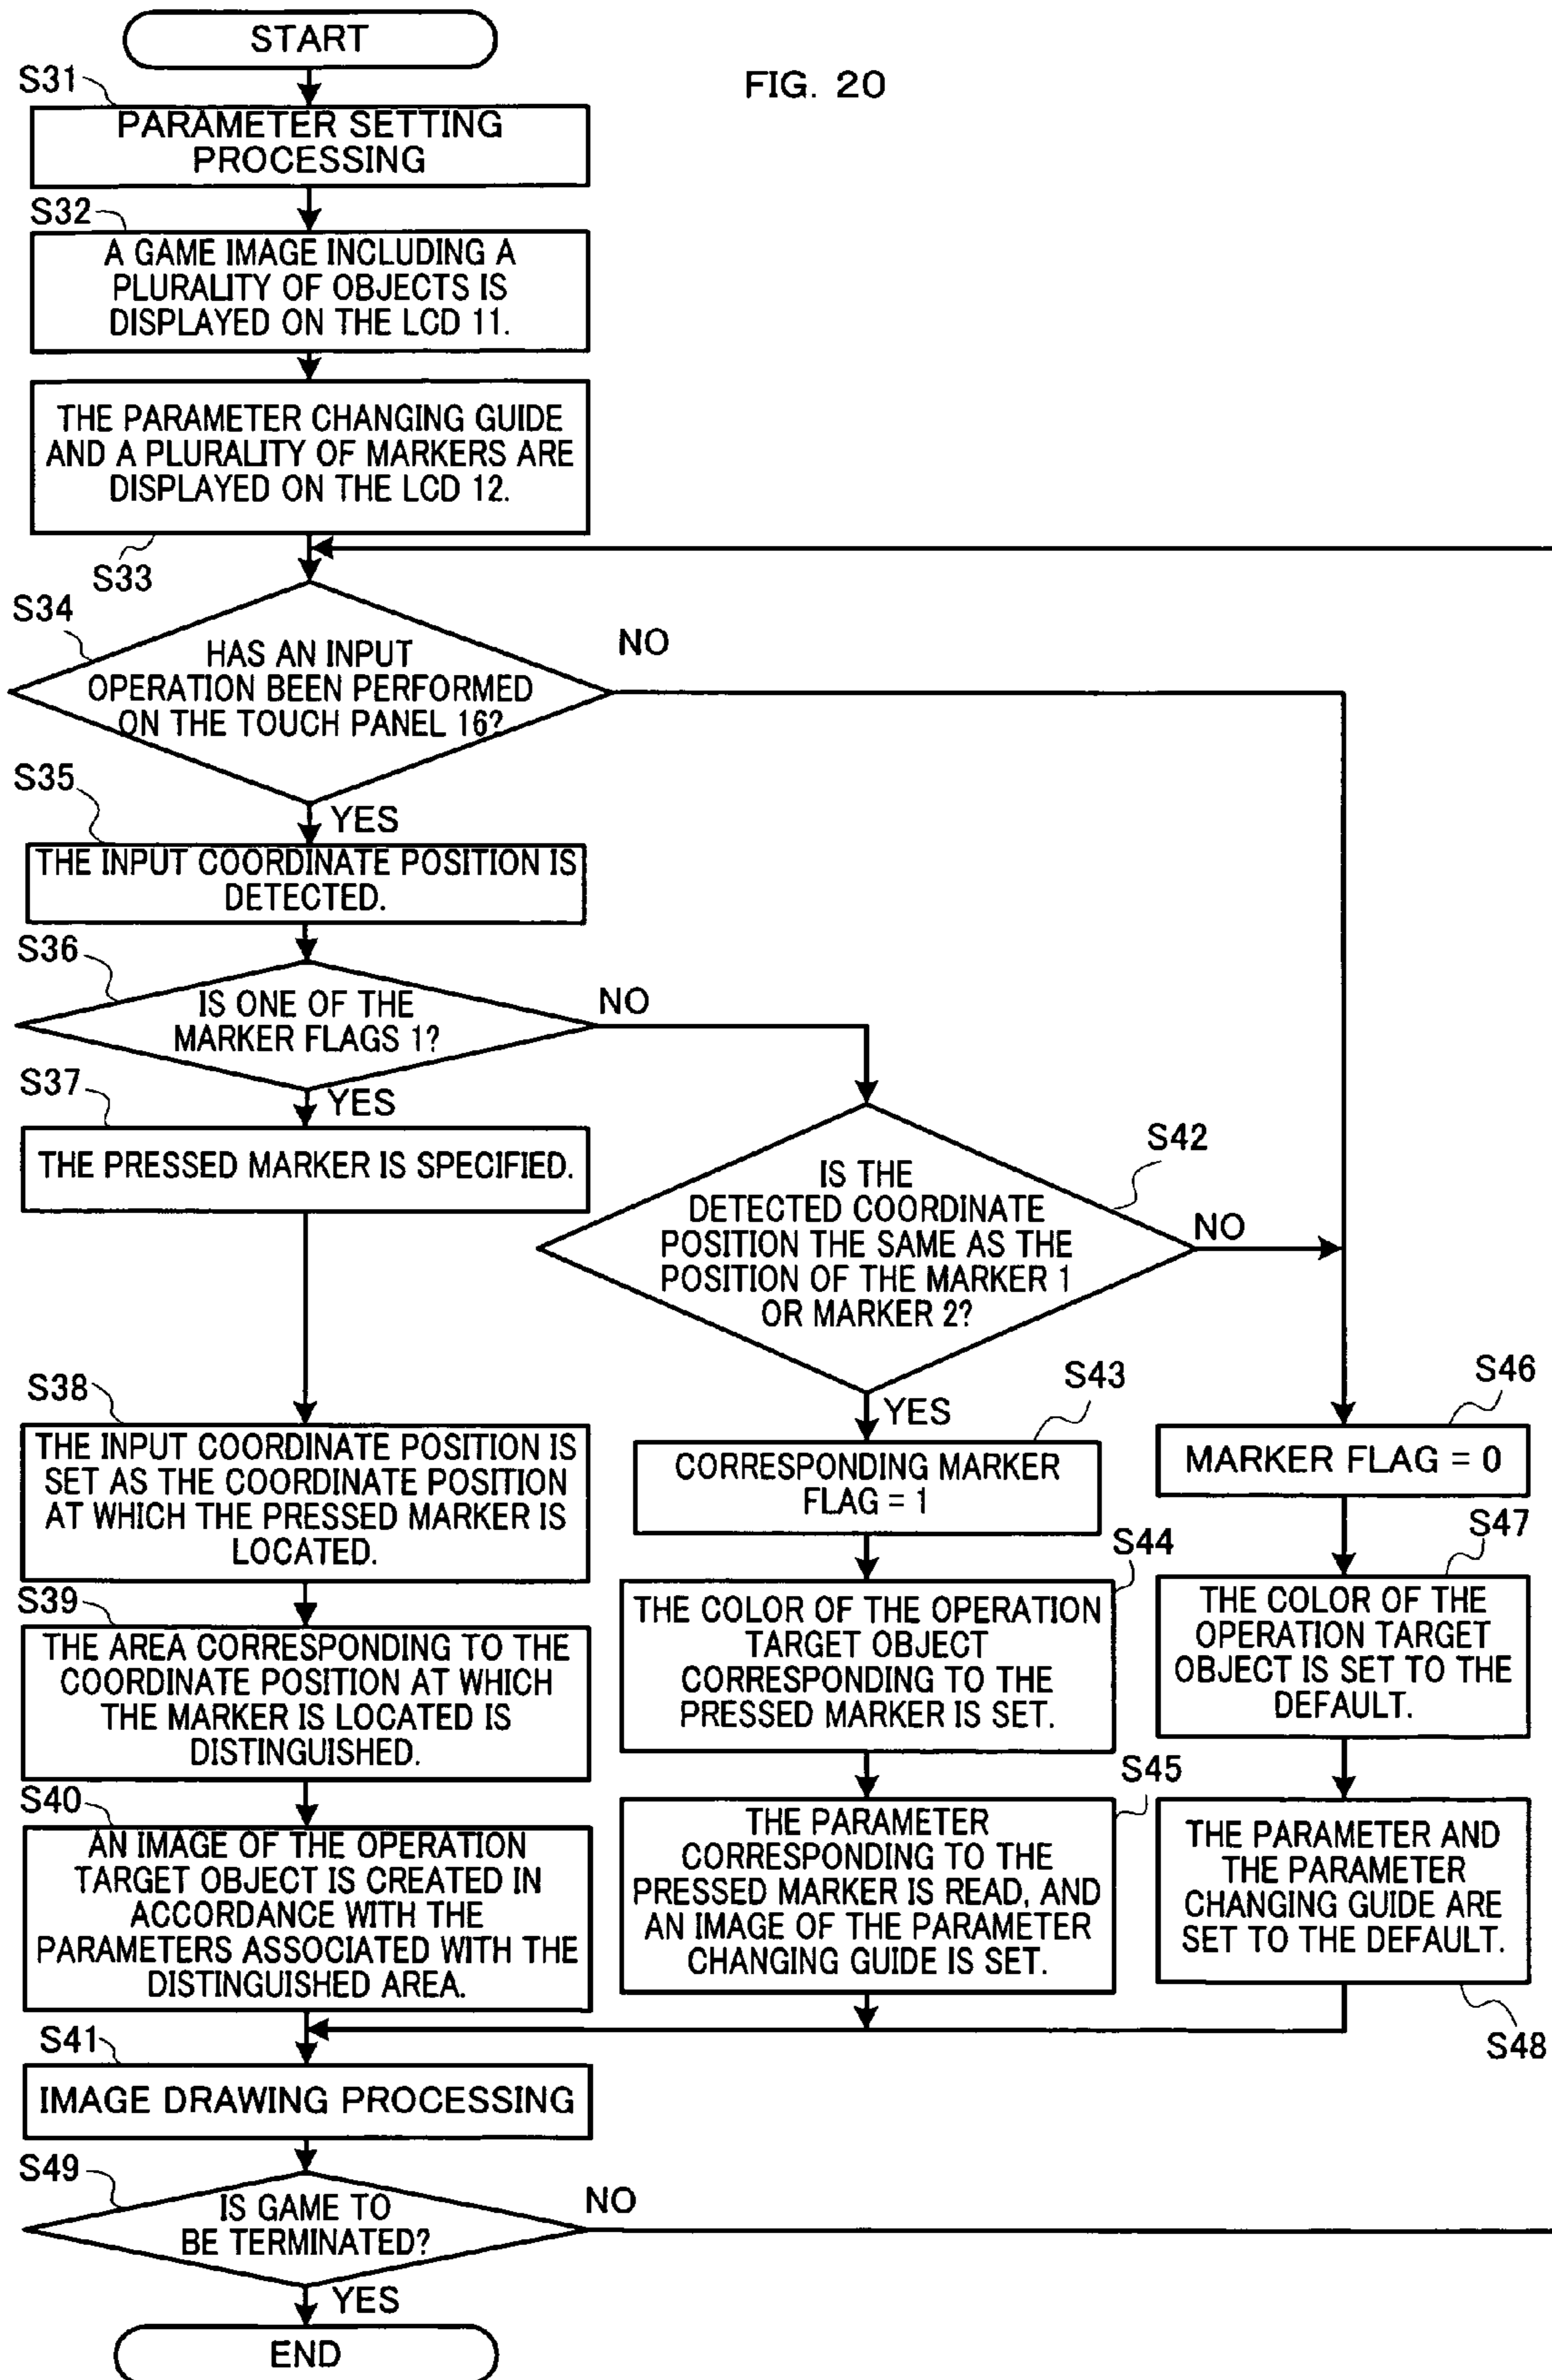 FIG. 20
START
S31
PARAMETER SETTING
PROCESSING
S32
A GAME IMAGE INCLUDING A
PLURALITY OF OBJECTS IS
DISPLAYED ON THE LCD 11.
THE PARAMETER CHANGING GUIDE
AND A PLURALITY OF MARKERS ARE
DISPLAYED ON THE LCD 12.
S33
S34
HAS AN INPUT
OPERATION BEEN PERFORMED
ON THE TOUCH PANEL 16?
NO
YES
S35
THE INPUT COORDINATE POSITION IS
DETECTED.
S36
IS ONE OF THE
MARKER FLAGS 1?
NO
YES
S37
THE PRESSED MARKER IS SPECIFIED.
S38
THE INPUT COORDINATE POSITION IS
SET AS THE COORDINATE POSITION
AT WHICH THE PRESSED MARKER IS
LOCATED.
S39
THE AREA CORRESPONDING TO THE
COORDINATE POSITION AT WHICH
THE MARKER IS LOCATED IS
DISTINGUISHED.
S40
AN IMAGE OF THE OPERATION
TARGET OBJECT IS CREATED IN
ACCORDANCE WITH THE
PARAMETERS ASSOCIATED WITH THE
DISTINGUISHED AREA.
S42
IS THE
DETECTED COORDINATE
POSITION THE SAME AS THE
POSITION OF THE MARKER 1
OR MARKER 2?
NO
YES
S43
CORRESPONDING MARKER
FLAG = 1
S44
THE COLOR OF THE OPERATION
TARGET OBJECT
CORRESPONDING TO THE
PRESSED MARKER IS SET.
S45
THE PARAMETER
CORRESPONDING TO THE
PRESSED MARKER IS READ, AND
AN IMAGE OF THE PARAMETER
CHANGING GUIDE IS SET.
S46
MARKER FLAG = 0
S47
THE COLOR OF THE
OPERATION TARGET
OBJECT IS SET TO THE
DEFAULT.
THE PARAMETER AND
THE PARAMETER
CHANGING GUIDE ARE
SET TO THE DEFAULT.
S48
S41
IMAGE DRAWING PROCESSING
S49
IS GAME TO
BE TERMINATED?
NO
YES
END